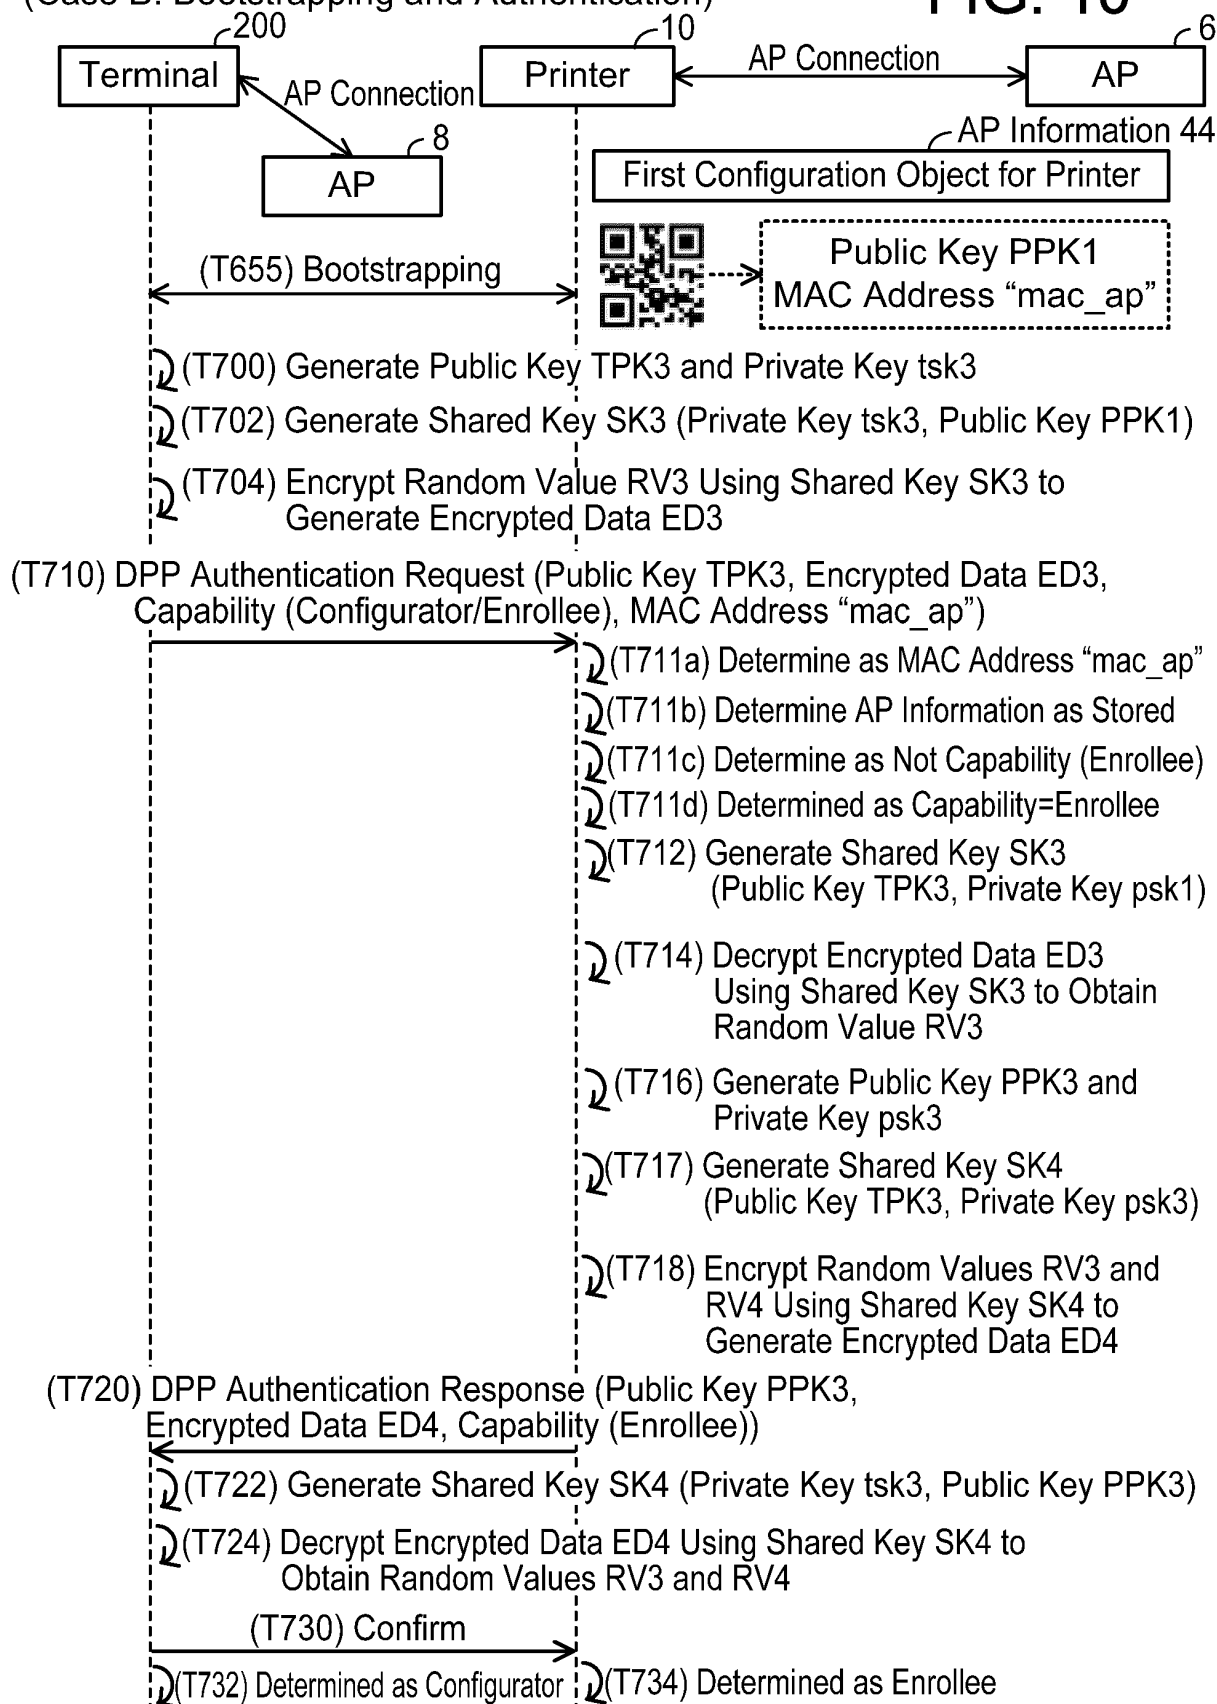 (Case B: Bootstrapping and Authentication)
FIG. 10
200
10
6
Terminal
Printer
AP Connection
AP
AP Connection
8
AP
AP Information 44
First Configuration Object for Printer
(T655) Bootstrapping
Public Key PPK1
MAC Address “mac_ap”
(T700) Generate Public Key TPK3 and Private Key tsk3
(T702) Generate Shared Key SK3 (Private Key tsk3, Public Key PPK1)
(T704) Encrypt Random Value RV3 Using Shared Key SK3 to
Generate Encrypted Data ED3
(T710) DPP Authentication Request (Public Key TPK3, Encrypted Data ED3,
Capability (Configurator/Enrollee), MAC Address “mac_ap”)
(T711a) Determine as MAC Address “mac_ap”
(T711b) Determine AP Information as Stored
(T711c) Determine as Not Capability (Enrollee)
(T711d) Determined as Capability=Enrollee
(T712) Generate Shared Key SK3
(Public Key TPK3, Private Key psk1)
(T714) Decrypt Encrypted Data ED3
Using Shared Key SK3 to Obtain
Random Value RV3
(T716) Generate Public Key PPK3 and
Private Key psk3
(T717) Generate Shared Key SK4
(Public Key TPK3, Private Key psk3)
(T718) Encrypt Random Values RV3 and
RV4 Using Shared Key SK4 to
Generate Encrypted Data ED4
(T720) DPP Authentication Response (Public Key PPK3,
Encrypted Data ED4, Capability (Enrollee))
(T722) Generate Shared Key SK4 (Private Key tsk3, Public Key PPK3)
(T724) Decrypt Encrypted Data ED4 Using Shared Key SK4 to
Obtain Random Values RV3 and RV4
(T730) Confirm
(T732) Determined as Configurator
(T734) Determined as Enrollee